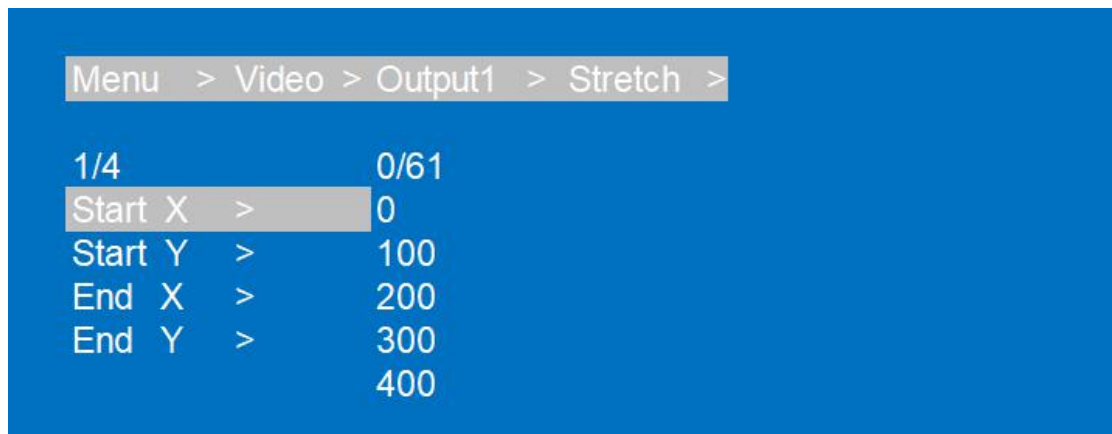 Menu > Video > Output1 > Stretch >
1/4 0/61
Start X > 0
Start Y > 100
End X > 200
End Y > 300
400